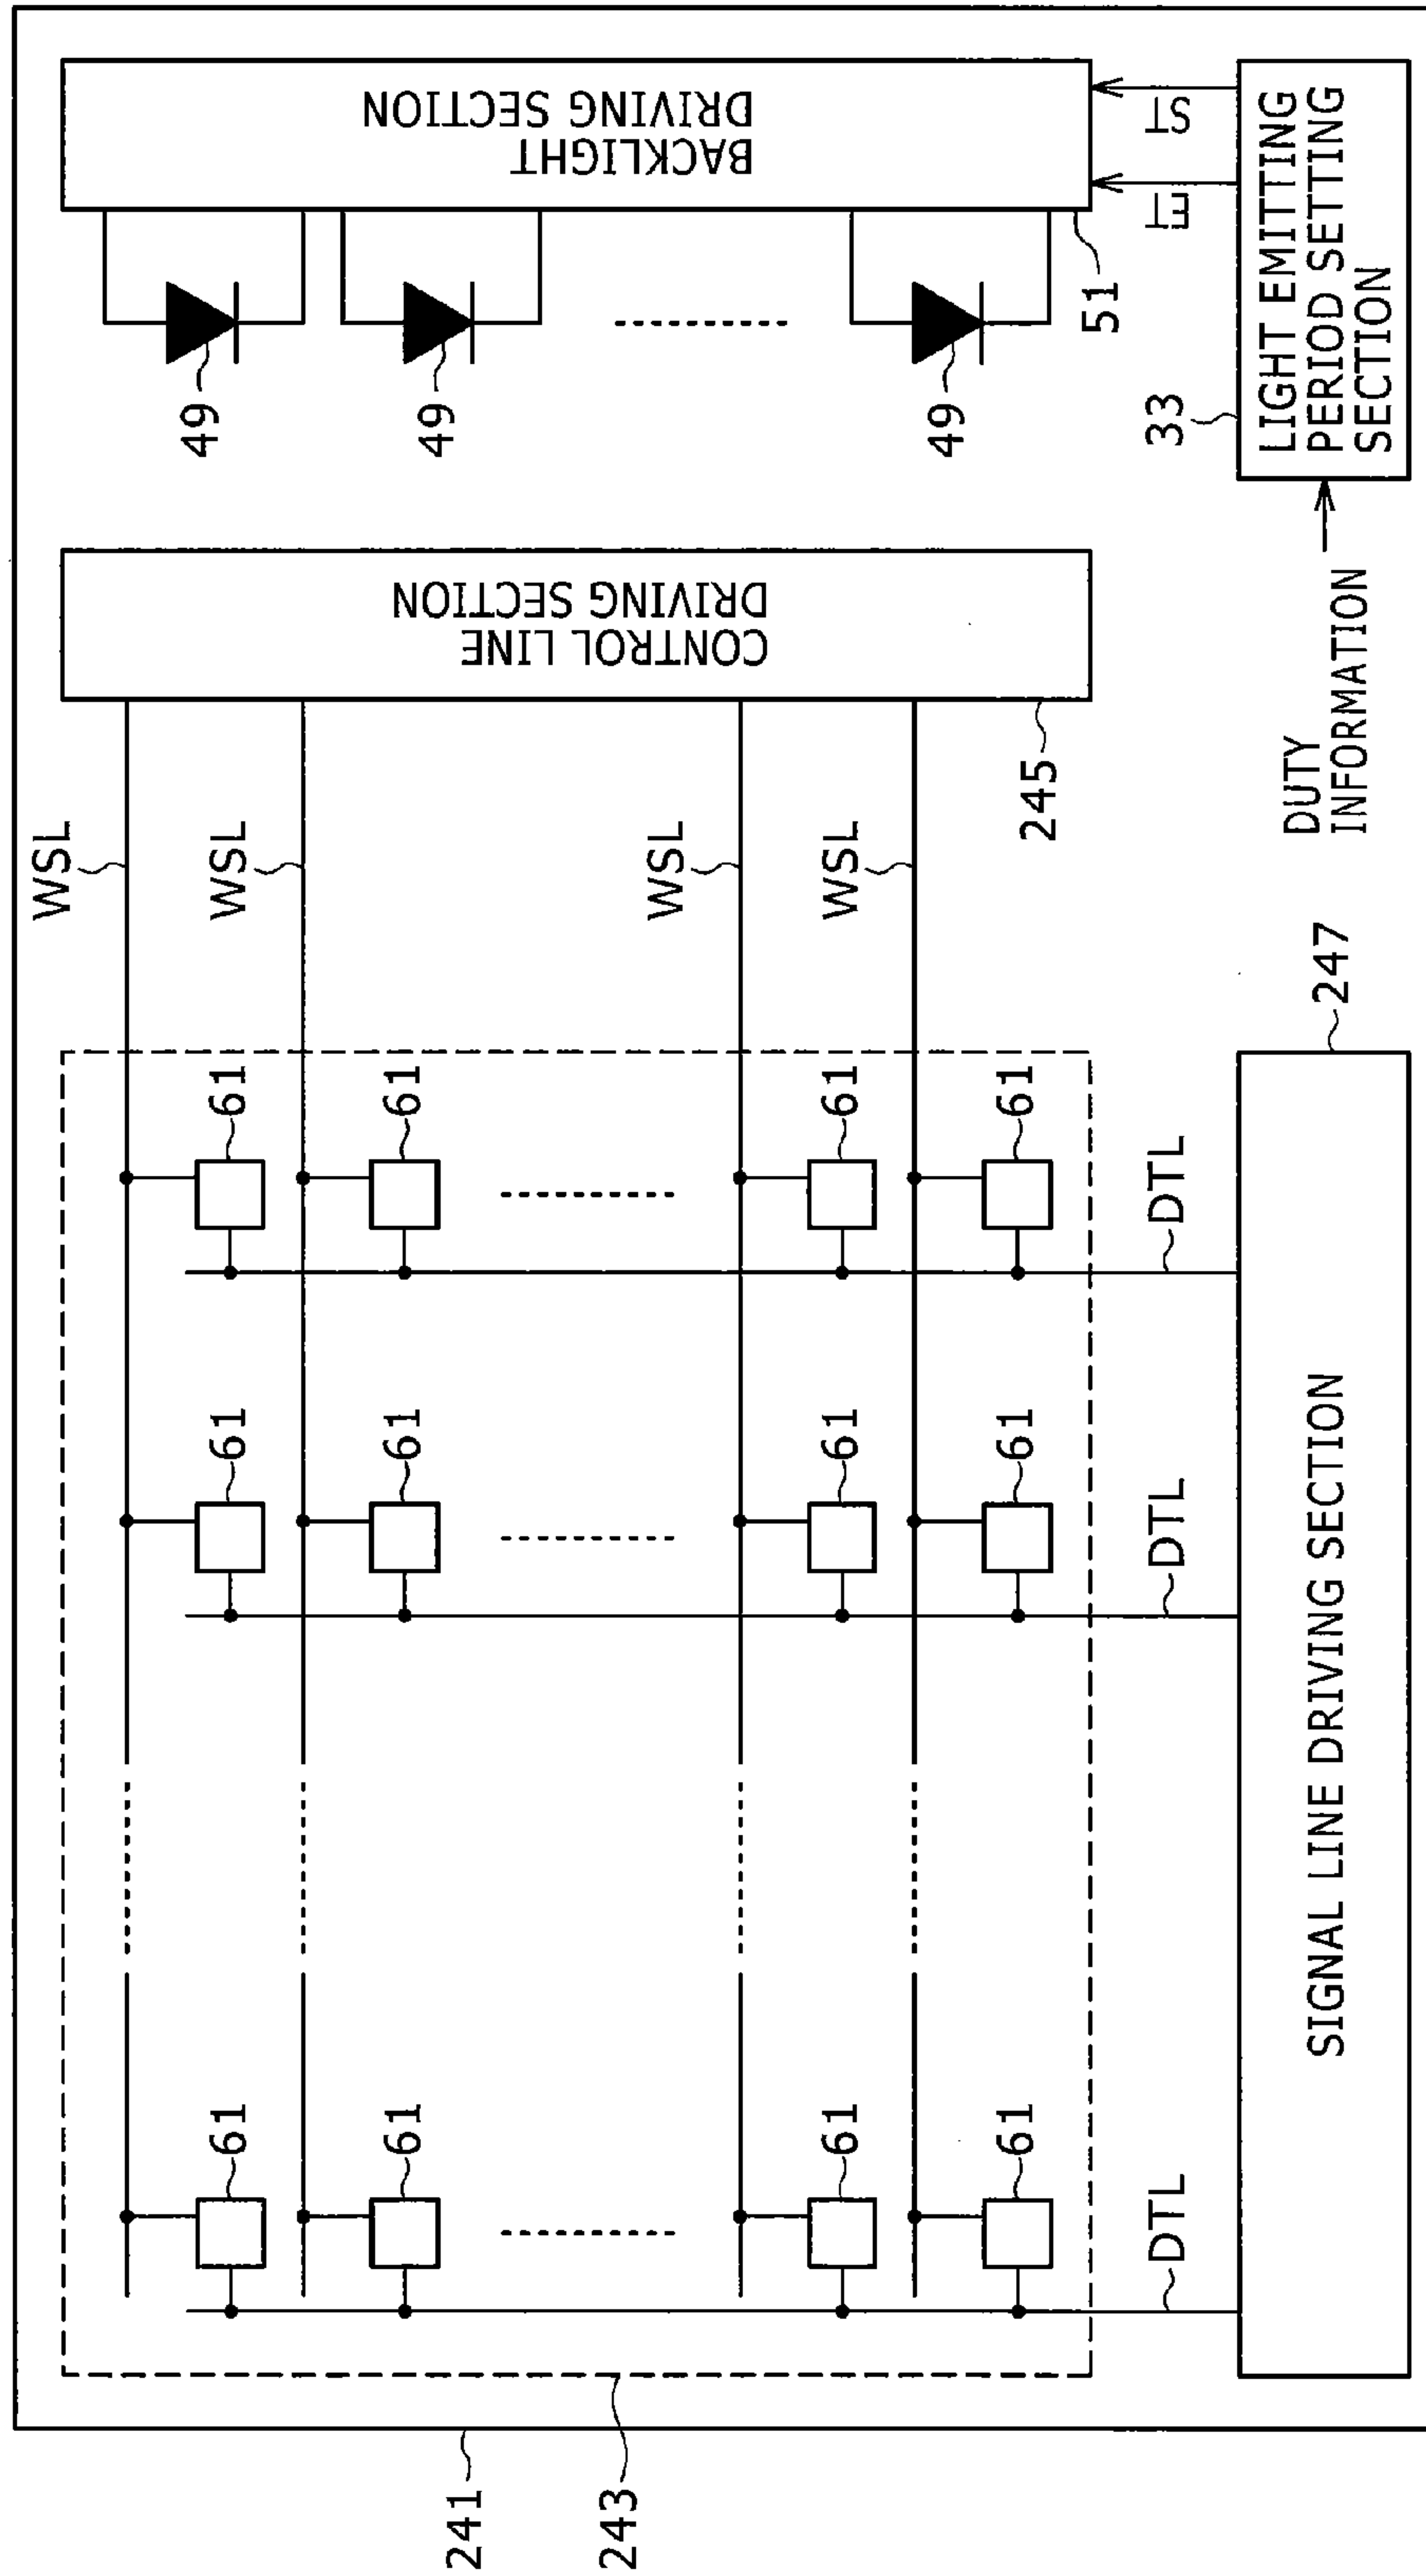 WSL
49
61
61
61
WSL
61
61
61
49
241
243
WSL
61
61
61
WSL
49
61
61
61
245
51
CONTROL LINE
DRIVING SECTION
BACKLIGHT
DRIVING SECTION
DTL
DTL
DTL
33
ET
ST
247
SIGNAL LINE DRIVING SECTION
DUTY
INFORMATION
LIGHT EMITTING
PERIOD SETTING
SECTION